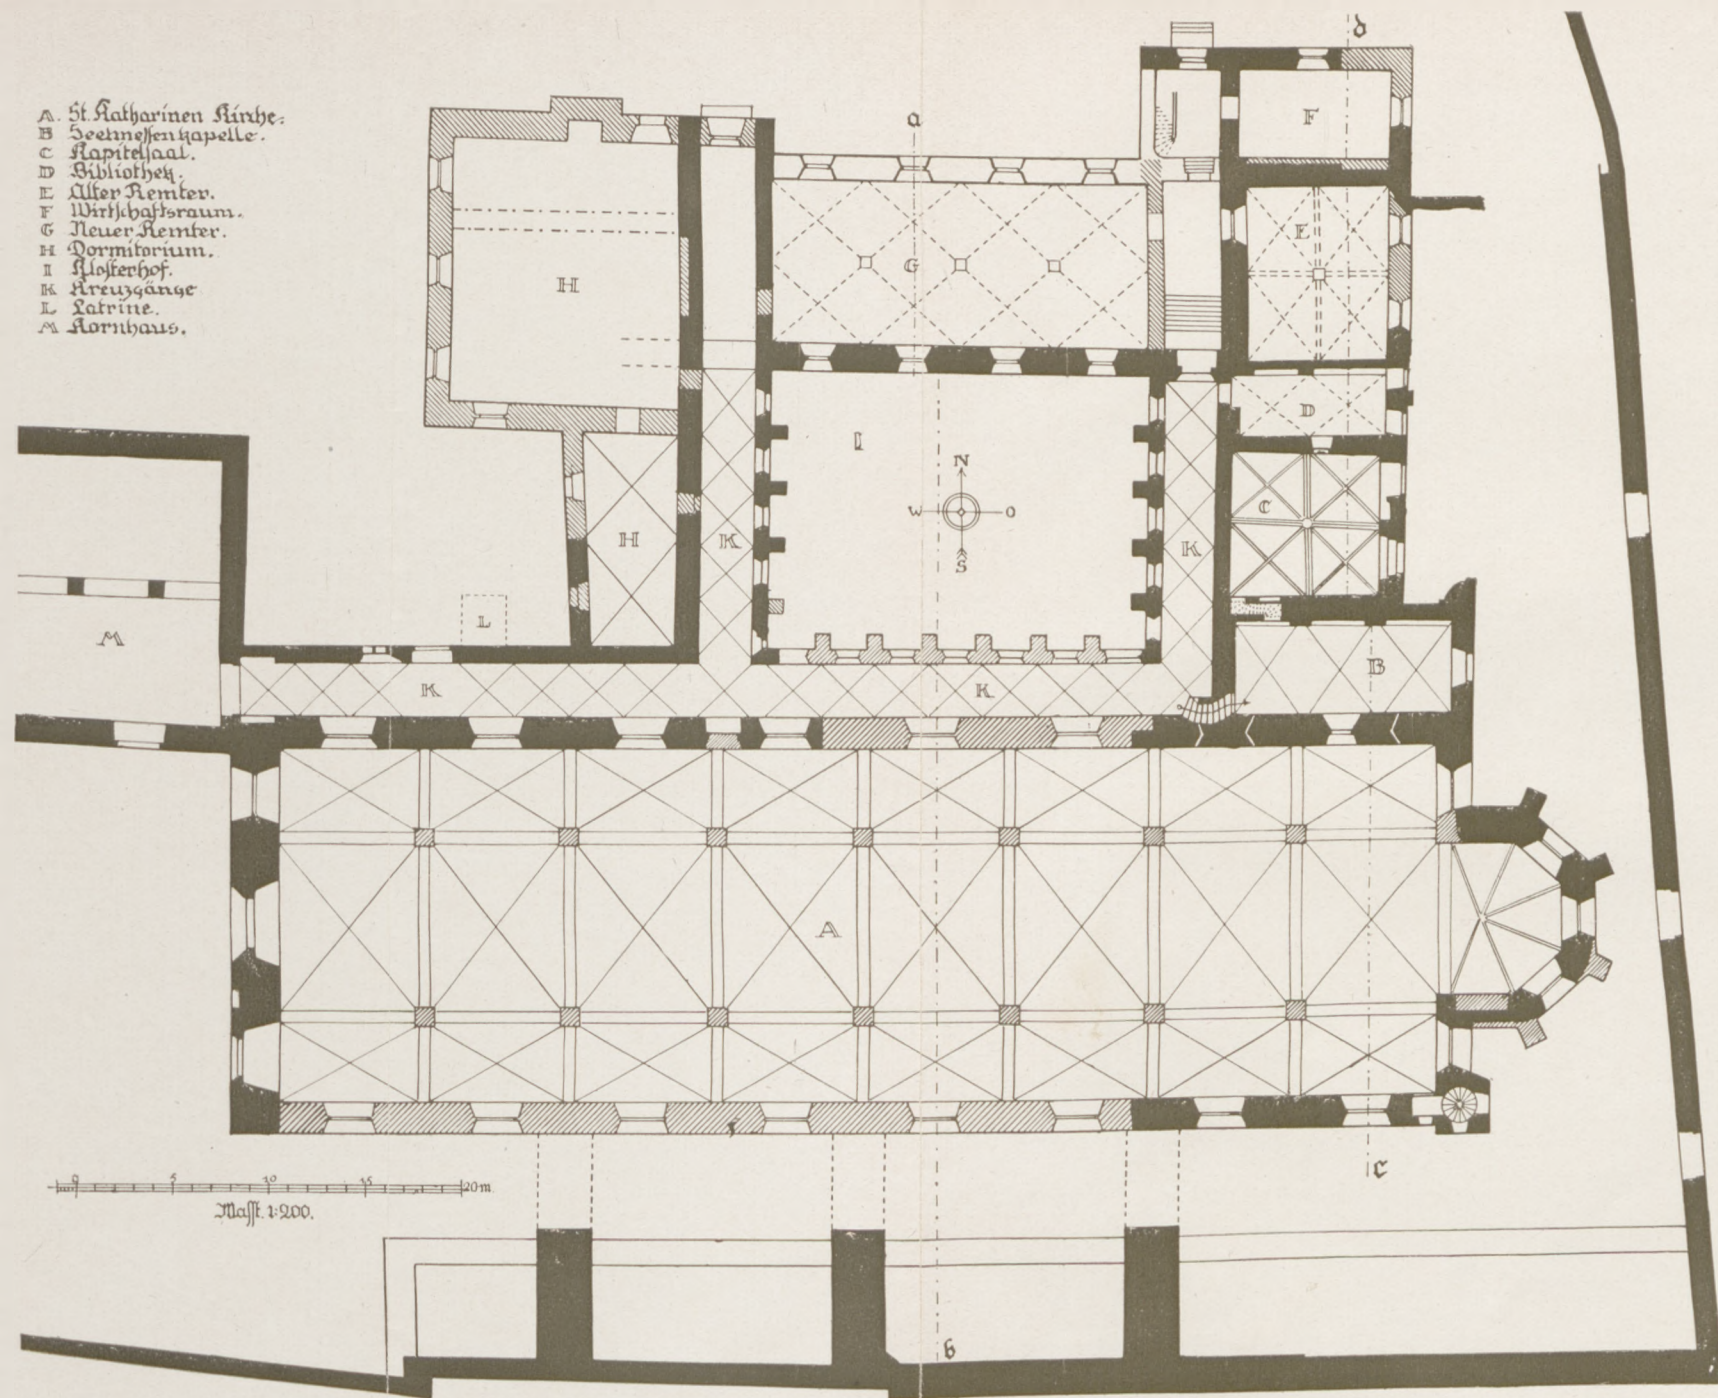 A. St. Katharinen Kirche.
B Seelmessenkapelle.
C Kapitelsaal.
D Bibliothek.
E Alter Remter.
F Wirtschaftsraum.
G Neuer Remter.
H Dormitorium.
I Klosterhof.
K Kreuzgänge
L Latrine.
M Kornhaus.
d
a
F
E
G
H
D
I
N
W O
S
C
H
K
K
L
M
B
K
K
A
c
0 5 10 15 20 m
Massst. 1:200.
b